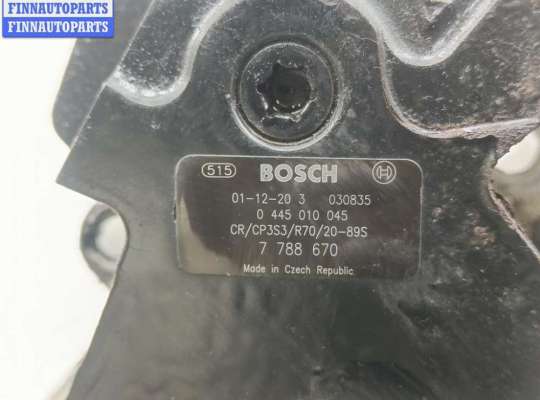 FINNAUTOPARTS
FINNAUTOPARTS
515 BOSCH
01-12-20 3 030835
0 445 010 045
CR/CP3S3/R70/20-89S
7 788 670
Made in Czech Republic